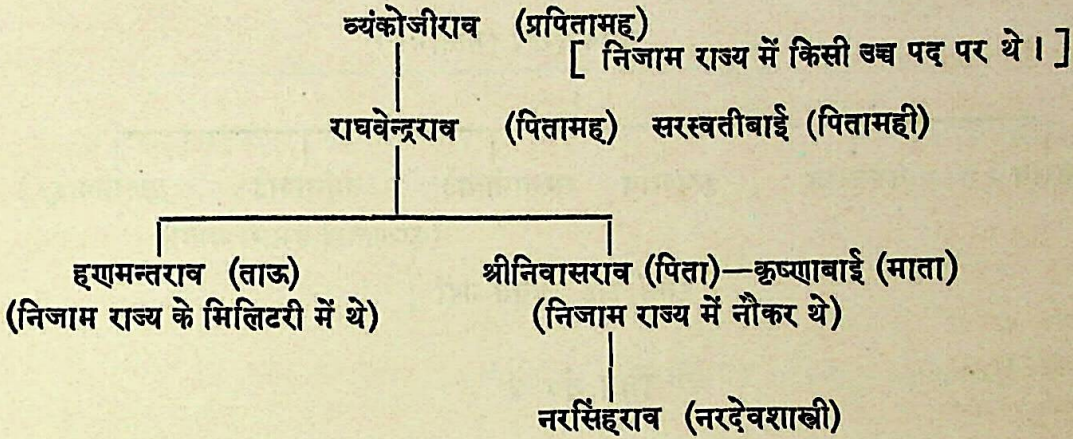 व्यंकोजीराव (प्रपितामह)
[ निजाम राज्य में किसी उच्च पद पर थे । ]
राघवेन्द्रराव (पितामह) सरस्वतीबाई (पितामही)
हणमन्तराव (ताऊ) श्रीनिवासराव (पिता)—कृष्णाबाई (माता)
(निजाम राज्य के मिलिटरी में थे) (निजाम राज्य में नौकर थे)
नरसिंहराव (नरदेवशास्त्री)